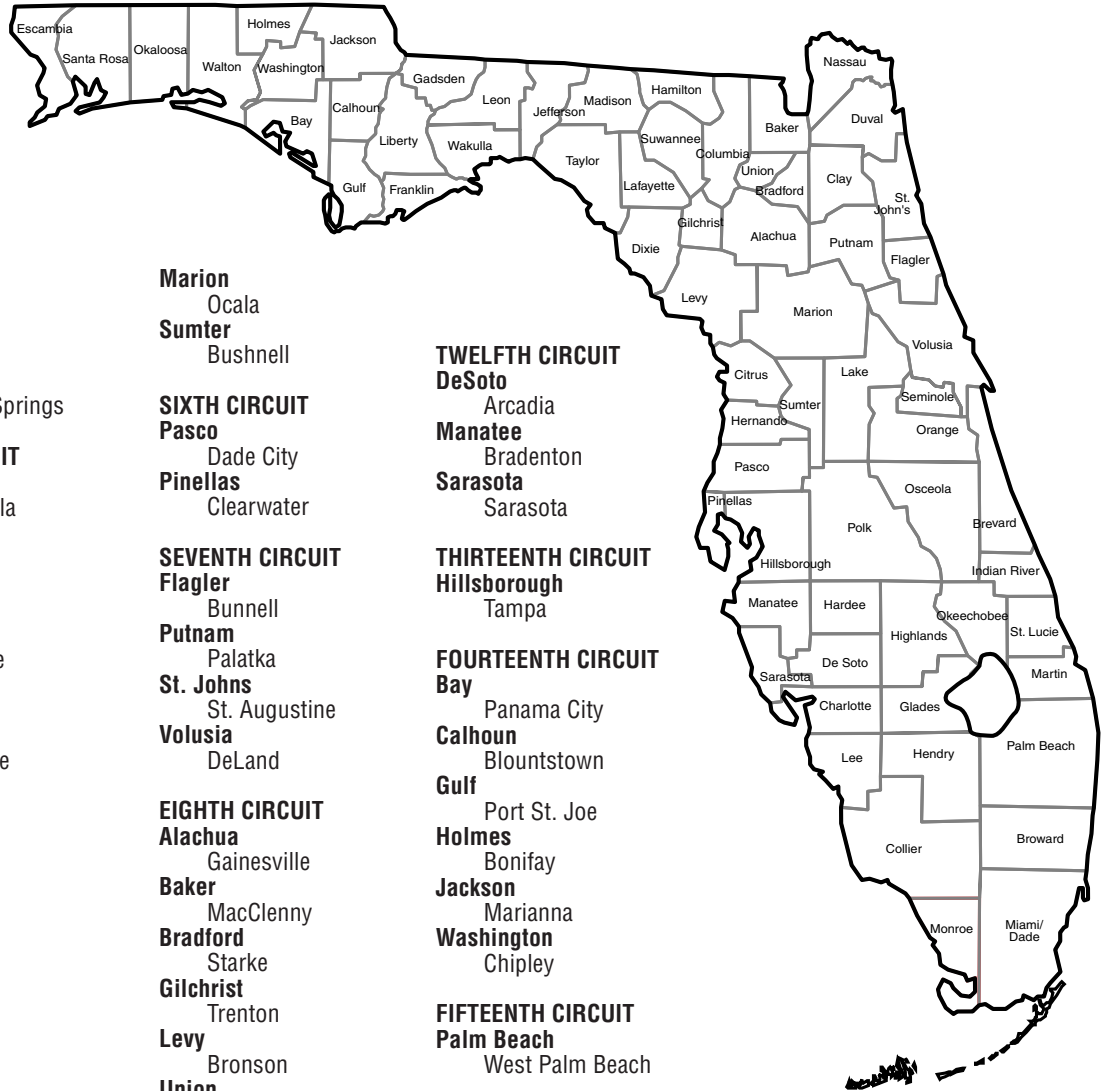 Escambia
Santa Rosa
Okaloosa
Walton
Holmes
Washington
Jackson
Bay
Calhoun
Gulf
Gadsden
Liberty
Franklin
Leon
Wakulla
Jefferson
Madison
Taylor
Hamilton
Suwannee
Lafayette
Columbia
Dixie
Gilchrist
Baker
Union
Bradford
Alachua
Levy
Nassau
Duval
Clay
St.
John's
Putnam
Flagler
Marion
Volusia
Citrus
Sumter
Lake
Seminole
Hernando
Orange
Pasco
Osceola
Pinellas
Polk
Brevard
Hillsborough
Indian River
Manatee
Hardee
Okeechobee
Highlands
St. Lucie
De Soto
Sarasota
Martin
Charlotte
Glades
Lee
Hendry
Palm Beach
Collier
Broward
Monroe
Miami/
Dade
Springs
IT
la
e
e
Marion
Ocala
Sumter
Bushnell
SIXTH CIRCUIT
Pasco
Dade City
Pinellas
Clearwater
SEVENTH CIRCUIT
Flagler
Bunnell
Putnam
Palatka
St. Johns
St. Augustine
Volusia
DeLand
EIGHTH CIRCUIT
Alachua
Gainesville
Baker
MacClenny
Bradford
Starke
Gilchrist
Trenton
Levy
Bronson
Union
TWELFTH CIRCUIT
DeSoto
Arcadia
Manatee
Bradenton
Sarasota
Sarasota
THIRTEENTH CIRCUIT
Hillsborough
Tampa
FOURTEENTH CIRCUIT
Bay
Panama City
Calhoun
Blountstown
Gulf
Port St. Joe
Holmes
Bonifay
Jackson
Marianna
Washington
Chipley
FIFTEENTH CIRCUIT
Palm Beach
West Palm Beach